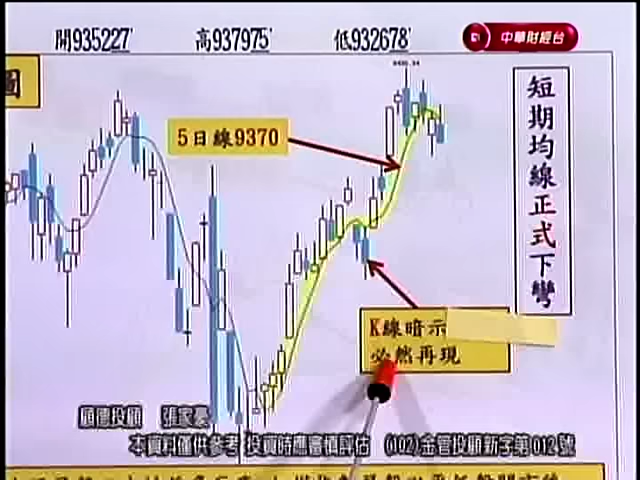 開935227' 高937975' 低932678'
中華財經台
圖
5日線9370
短期均線正式下彎
K線暗示
必然再現
順德投顧 張家豪
本資料僅供參考 投資時應審慎評估 (102)金管投顧新字第012號